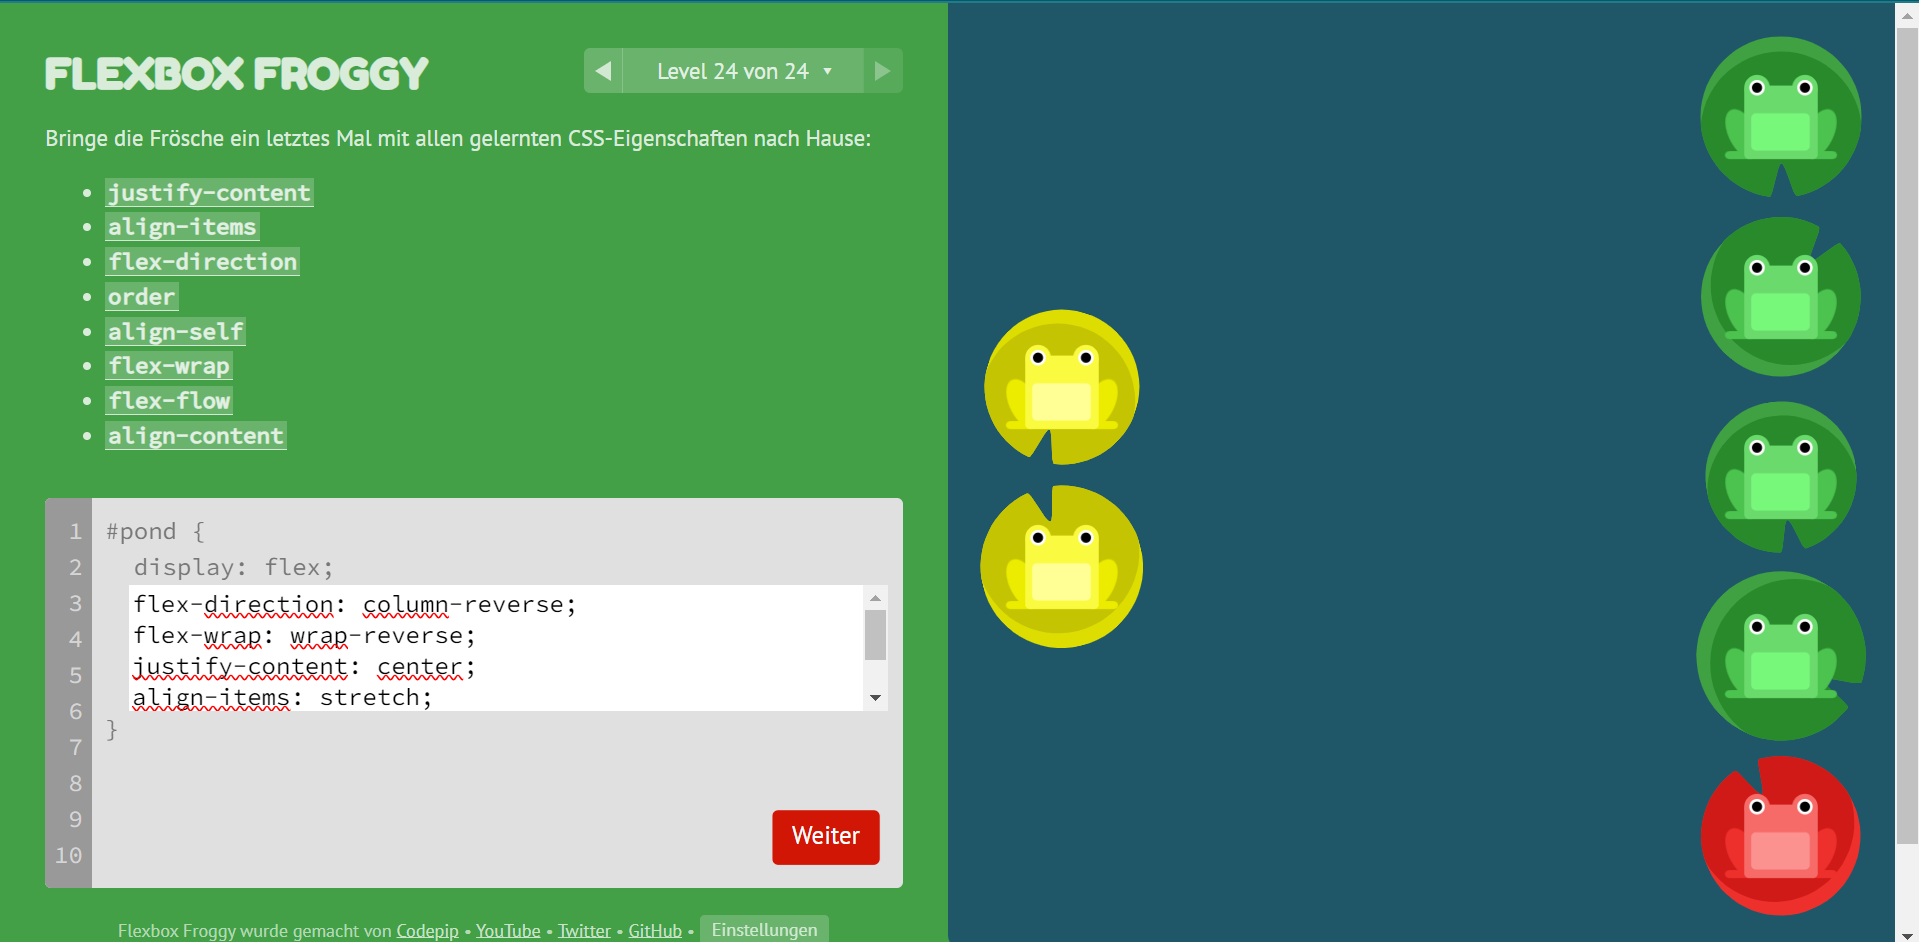 FLEXBOX FROGGY
◀ Level 24 von 24 ▼ ▶
Bringe die Frösche ein letztes Mal mit allen gelernten CSS-Eigenschaften nach Hause:
• justify-content
• align-items
• flex-direction
• order
• align-self
• flex-wrap
• flex-flow
• align-content
1 #pond {
2 display: flex;
3 flex-direction: column-reverse;
4 flex-wrap: wrap-reverse;
5 justify-content: center;
6 align-items: stretch;
7 }
8
9
10
Weiter
Flexbox Froggy wurde gemacht von Codepip • YouTube • Twitter • GitHub • Einstellungen